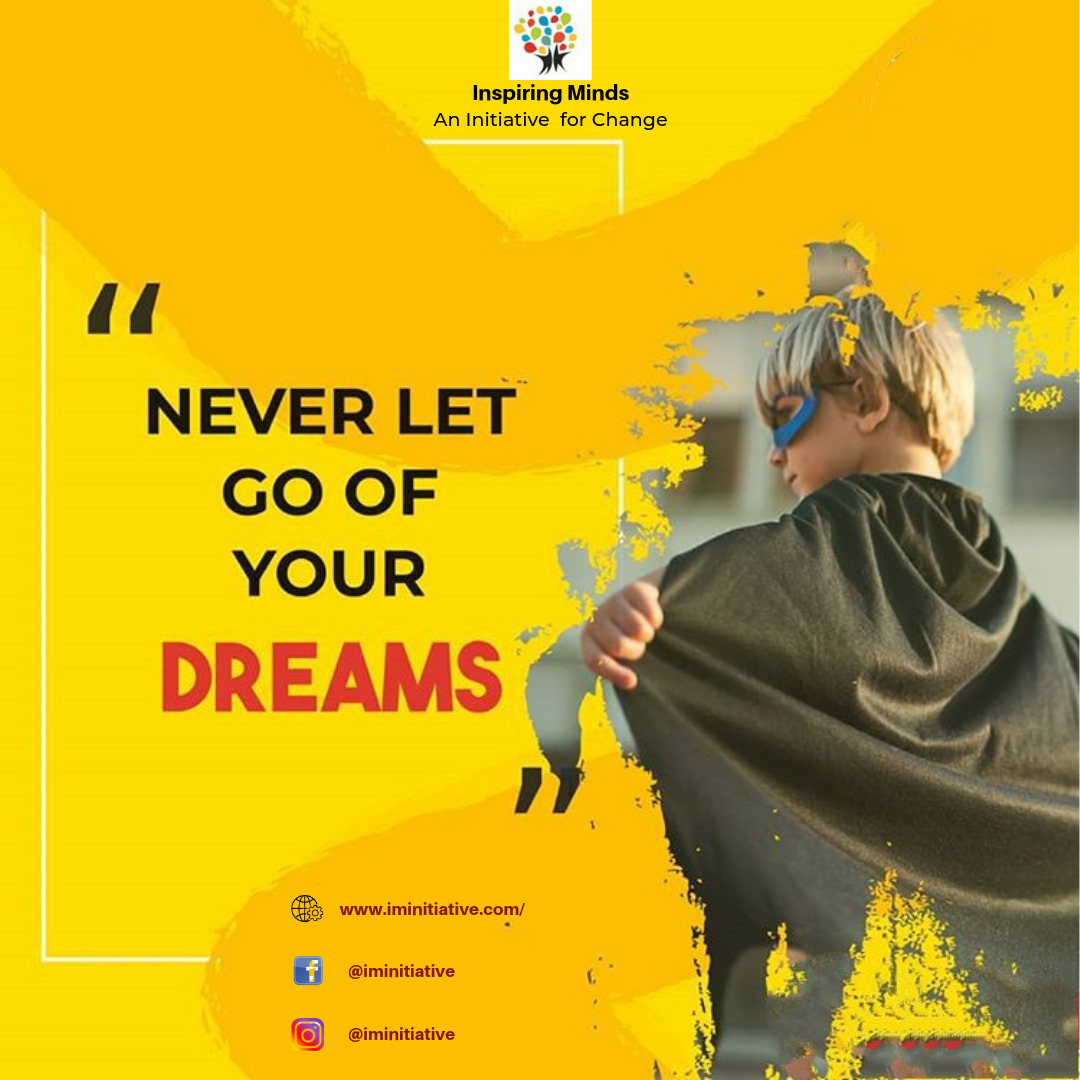 Inspiring Minds
An Initiative for Change
“
NEVER LET
GO OF
YOUR
DREAMS
”
www.iminitiative.com/
@iminitiative
@iminitiative